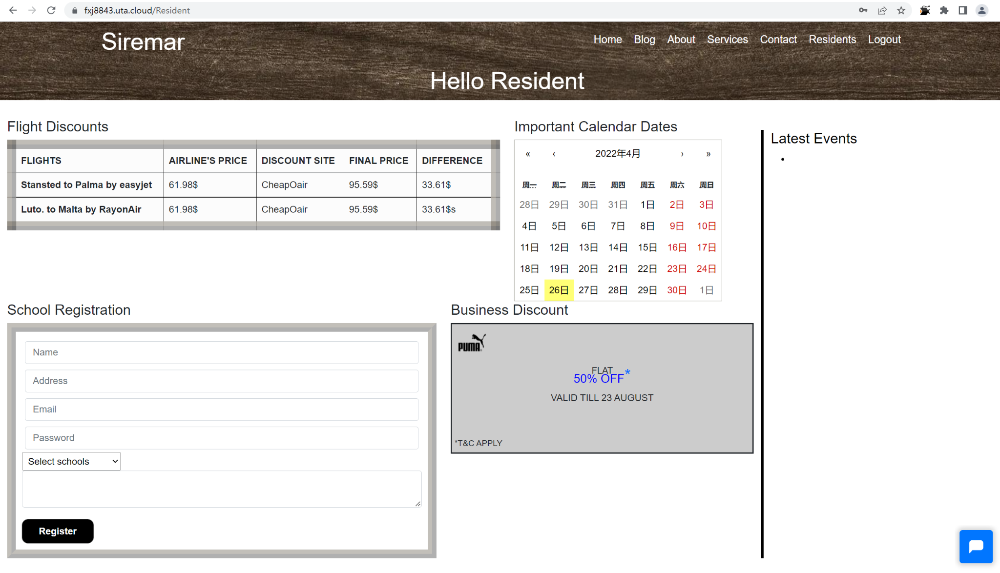 fxj8843.uta.cloud/Resident
Siremar
Home Blog About Services Contact Residents Logout
Hello Resident
Flight Discounts
FLIGHTS AIRLINE'S PRICE DISCOUNT SITE FINAL PRICE DIFFERENCE
Stansted to Palma by easyjet 61.98$ CheapOair 95.59$ 33.61$
Luto. to Malta by RayonAir 61.98$ CheapOair 95.59$ 33.61$s
Important Calendar Dates
« ‹ 2022年4月 › »
周一 周二 周三 周四 周五 周六 周日
28日 29日 30日 31日 1日 2日 3日
4日 5日 6日 7日 8日 9日 10日
11日 12日 13日 14日 15日 16日 17日
18日 19日 20日 21日 22日 23日 24日
25日 26日 27日 28日 29日 30日 1日
Latest Events
School Registration
Name
Address
Email
Password
Select schools
Register
Business Discount
PUMA
FLAT
50% OFF*
VALID TILL 23 AUGUST
*T&C APPLY